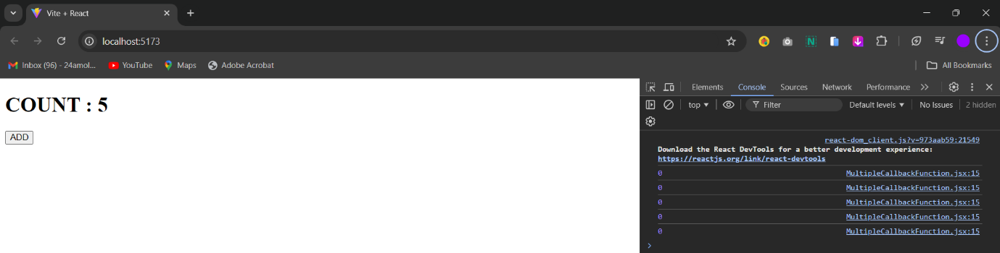 Vite + React
localhost:5173
N
Inbox (96) - 24amol... YouTube Maps Adobe Acrobat All Bookmarks
COUNT : 5
ADD
Elements Console Sources Network Performance
top Filter Default levels No Issues 2 hidden
react-dom_client.js?v=973aab59:21549
Download the React DevTools for a better development experience:
https://reactjs.org/link/react-devtools
0 MultipleCallbackFunction.jsx:15
0 MultipleCallbackFunction.jsx:15
0 MultipleCallbackFunction.jsx:15
0 MultipleCallbackFunction.jsx:15
0 MultipleCallbackFunction.jsx:15